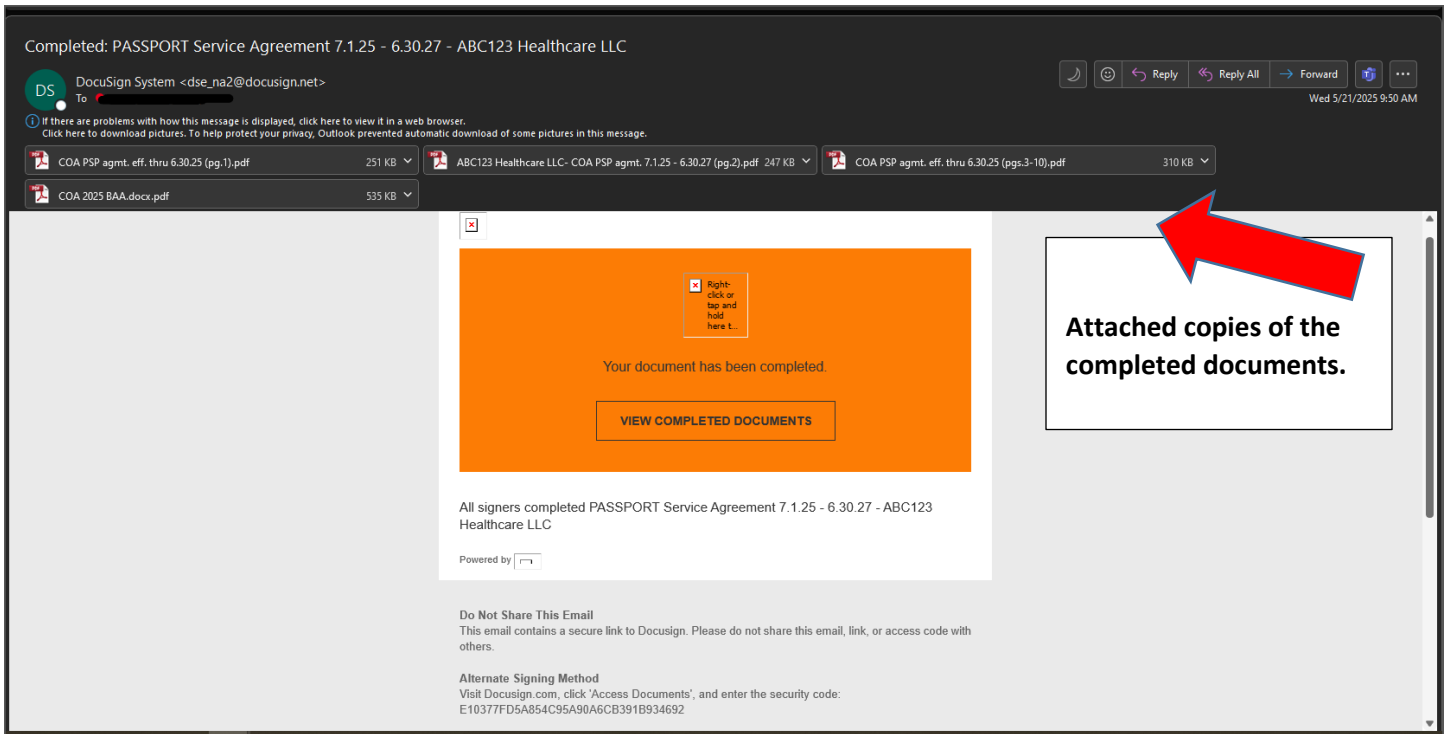 Completed: PASSPORT Service Agreement 7.1.25 - 6.30.27 - ABC123 Healthcare LLC
DS
DocuSign System <dse_na2@docusign.net>
To
Reply
Reply All
Forward
Wed 5/21/2025 9:50 AM
If there are problems with how this message is displayed, click here to view it in a web browser.
Click here to download pictures. To help protect your privacy, Outlook prevented automatic download of some pictures in this message.
COA PSP agmt. eff. thru 6.30.25 (pg.1).pdf 251 KB
ABC123 Healthcare LLC- COA PSP agmt. 7.1.25 - 6.30.27 (pg.2).pdf 247 KB
COA PSP agmt. eff. thru 6.30.25 (pgs.3-10).pdf 310 KB
COA 2025 BAA.docx.pdf 535 KB
Right-
click or
tap and
hold
here t...
Your document has been completed.
VIEW COMPLETED DOCUMENTS
Attached copies of the
completed documents.
All signers completed PASSPORT Service Agreement 7.1.25 - 6.30.27 - ABC123
Healthcare LLC
Powered by
Do Not Share This Email
This email contains a secure link to Docusign. Please do not share this email, link, or access code with
others.
Alternate Signing Method
Visit Docusign.com, click 'Access Documents', and enter the security code:
E10377FD5A854C95A90A6CB391B934692